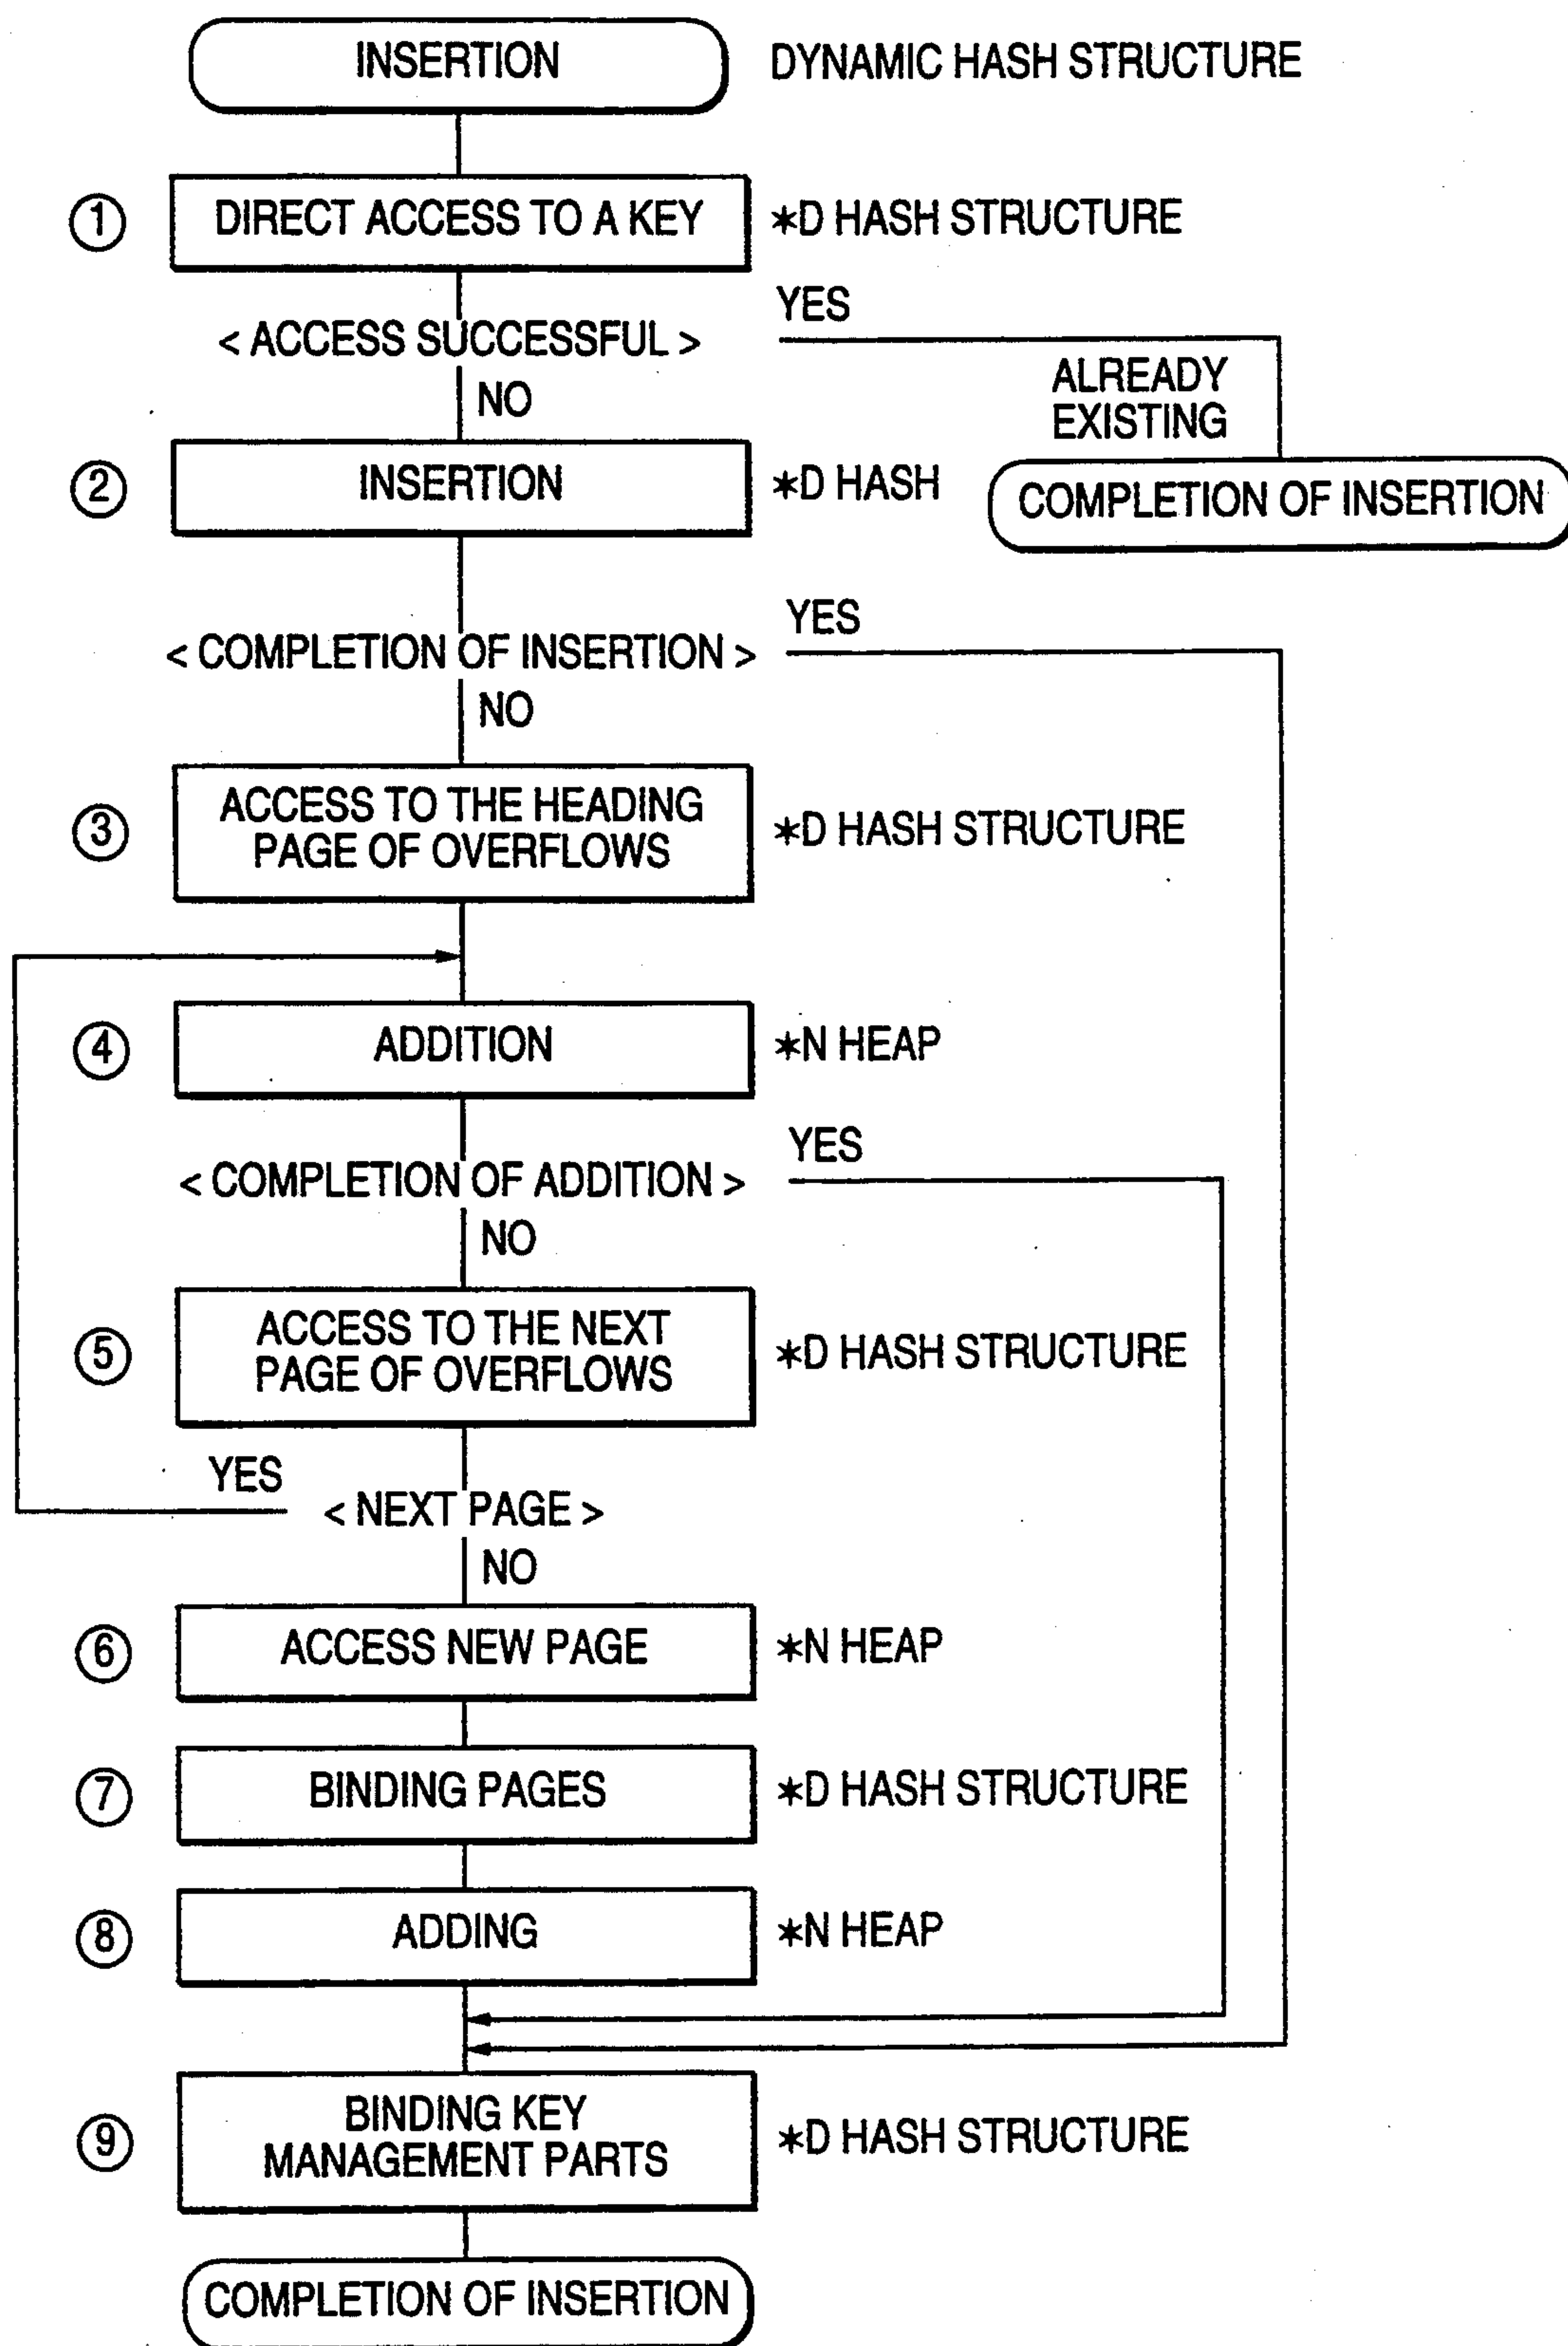 INSERTION
DYNAMIC HASH STRUCTURE
① DIRECT ACCESS TO A KEY
*D HASH STRUCTURE
YES
< ACCESS SUCCESSFUL >
NO
ALREADY
EXISTING
COMPLETION OF INSERTION
② INSERTION
*D HASH
YES
< COMPLETION OF INSERTION >
NO
③ ACCESS TO THE HEADING
PAGE OF OVERFLOWS
*D HASH STRUCTURE
④ ADDITION
*N HEAP
YES
< COMPLETION OF ADDITION >
NO
⑤ ACCESS TO THE NEXT
PAGE OF OVERFLOWS
*D HASH STRUCTURE
YES
< NEXT PAGE >
NO
⑥ ACCESS NEW PAGE
*N HEAP
⑦ BINDING PAGES
*D HASH STRUCTURE
⑧ ADDING
*N HEAP
⑨ BINDING KEY
MANAGEMENT PARTS
*D HASH STRUCTURE
COMPLETION OF INSERTION